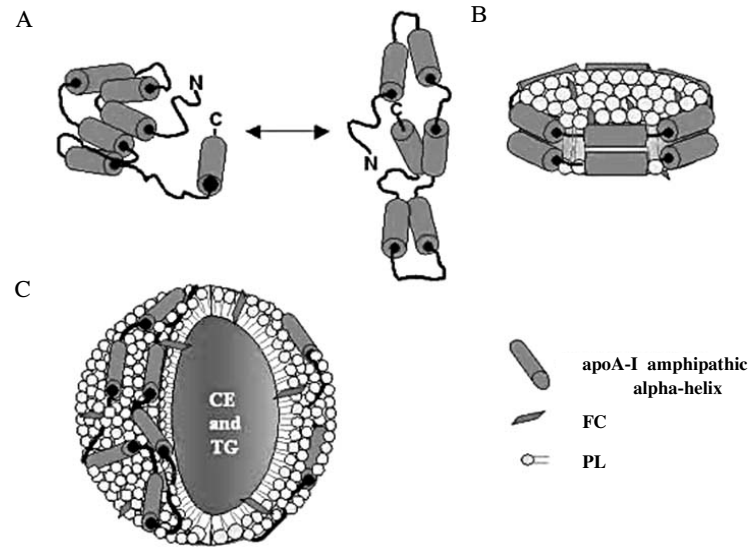 A
N
C
C
N
B
C
CE
and
TG
apoA-I amphipathic
alpha-helix
FC
PL